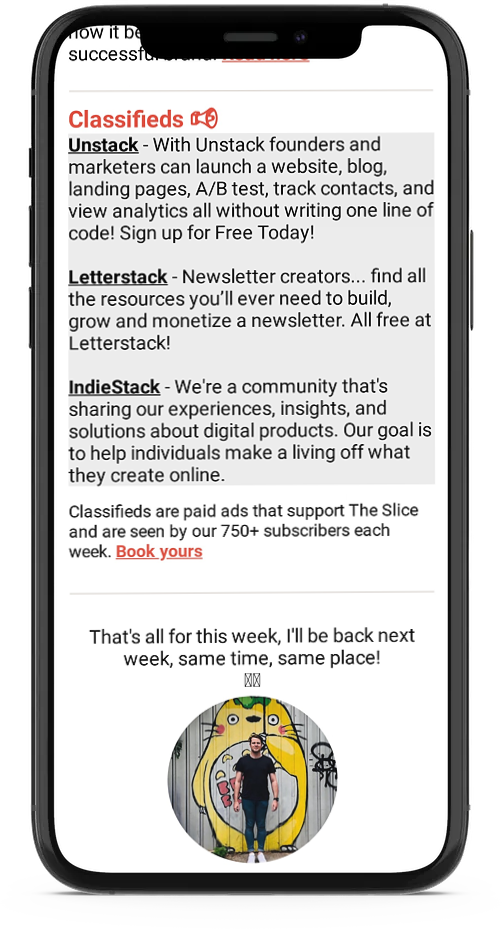 how it be
successful brand. Read here
Classifieds
Unstack - With Unstack founders and
marketers can launch a website, blog,
landing pages, A/B test, track contacts, and
view analytics all without writing one line of
code! Sign up for Free Today!
Letterstack - Newsletter creators... find all
the resources you’ll ever need to build,
grow and monetize a newsletter. All free at
Letterstack!
IndieStack - We're a community that's
sharing our experiences, insights, and
solutions about digital products. Our goal is
to help individuals make a living off what
they create online.
Classifieds are paid ads that support The Slice
and are seen by our 750+ subscribers each
week. Book yours
That's all for this week, I'll be back next
week, same time, same place!